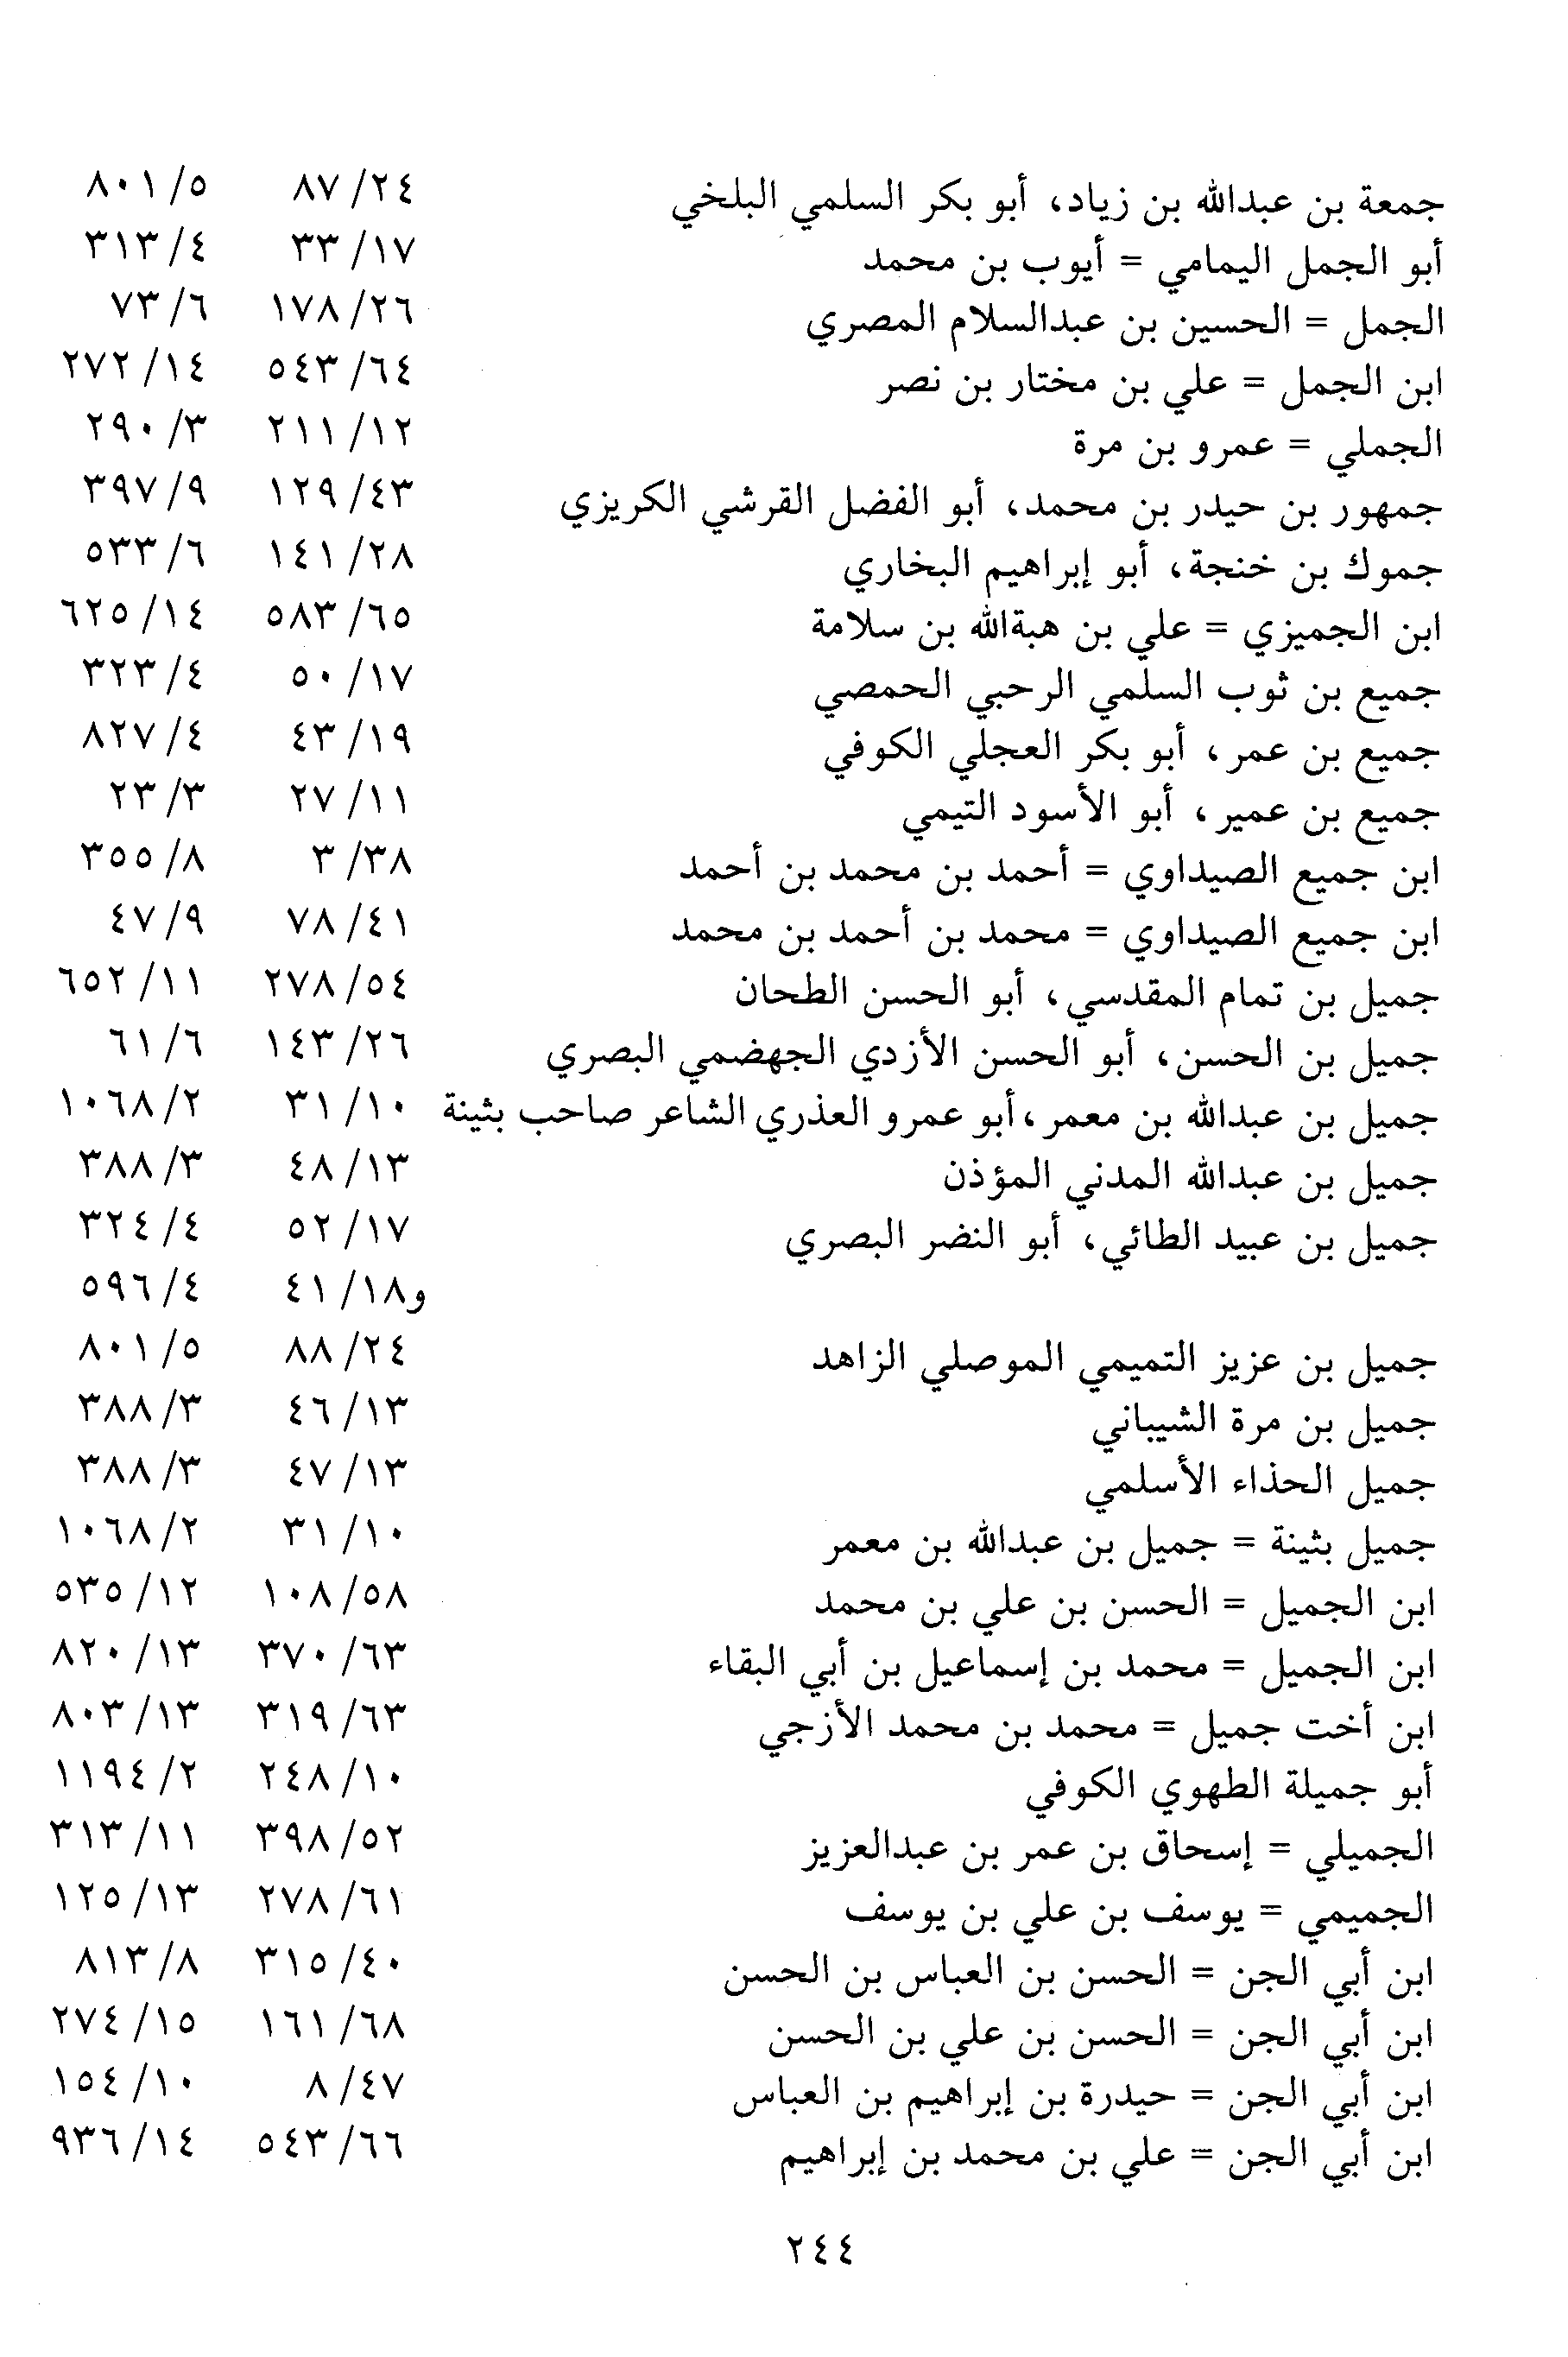 جمعة بن عبدالله بن زياد، أبو بكر السلمي البلخي ٢٤/ ٨٧ ٥/ ٨٠١
أبو الجمل اليمامي = أيوب بن محمد ١٧/ ٣٣ ٤/ ٣١٣
الجمل = الحسين بن عبدالسلام المصري ٢٦/ ١٧٨ ٦/ ٧٣
ابن الجمل = علي بن مختار بن نصر ٦٤/ ٥٤٣ ١٤/ ٢٧٢
الجملي = عمرو بن مرة ١٢/ ٢١١ ٣/ ٢٩٠
جمهور بن حيدر بن محمد، أبو الفضل القرشي الكريزي ٤٣/ ١٢٩ ٩/ ٣٩٧
جموك بن خنجة، أبو إبراهيم البخاري ٢٨/ ١٤١ ٦/ ٥٣٣
ابن الجميزي = علي بن هبةالله بن سلامة ٦٥/ ٥٨٣ ١٤/ ٦٢٥
جميع بن ثوب السلمي الرحبي الحمصي ١٧/ ٥٠ ٤/ ٣٢٣
جميع بن عمر، أبو بكر العجلي الكوفي ١٩/ ٤٣ ٤/ ٨٢٧
جميع بن عمير، أبو الأسود التيمي ١١/ ٢٧ ٣/ ٢٣
ابن جميع الصيداوي = أحمد بن محمد بن أحمد ٣٨/ ٣ ٨/ ٣٥٥
ابن جميع الصيداوي = محمد بن أحمد بن محمد ٤١/ ٧٨ ٩/ ٤٧
جميل بن تمام المقدسي، أبو الحسن الطحان ٥٤/ ٢٧٨ ١١/ ٦٥٢
جميل بن الحسن، أبو الحسن الأزدي الجهضمي البصري ٢٦/ ١٤٣ ٦/ ٦١
جميل بن عبدالله بن معمر، أبو عمرو العذري الشاعر صاحب بثينة ١٠/ ٣١ ٢/ ١٠٦٨
جميل بن عبدالله المدني المؤذن ١٣/ ٤٨ ٣/ ٣٨٨
جميل بن عبيد الطائي، أبو النضر البصري ١٧/ ٥٢ ٤/ ٣٢٤
و١٨/ ٤١ ٤/ ٥٩٦
جميل بن عزيز التميمي الموصلي الزاهد ٢٤/ ٨٨ ٥/ ٨٠١
جميل بن مرة الشيباني ١٣/ ٤٦ ٣/ ٣٨٨
جميل الحذاء الأسلمي ١٣/ ٤٧ ٣/ ٣٨٨
جميل بثينة = جميل بن عبدالله بن معمر ١٠/ ٣١ ٢/ ١٠٦٨
ابن الجميل = الحسن بن علي بن محمد ٥٨/ ١٠٨ ١٢/ ٥٣٥
ابن الجميل = محمد بن إسماعيل بن أبي البقاء ٦٣/ ٣٧٠ ١٣/ ٨٢٠
ابن أخت جميل = محمد بن محمد الأزجي ٦٣/ ٣١٩ ١٣/ ٨٠٣
أبو جميلة الطهوي الكوفي ١٠/ ٢٤٨ ٢/ ١١٩٤
الجميلي = إسحاق بن عمر بن عبدالعزيز ٥٢/ ٣٩٨ ١١/ ٣١٣
الجميمي = يوسف بن علي بن يوسف ٦١/ ٢٧٨ ١٣/ ١٢٥
ابن أبي الجن = الحسن بن العباس بن الحسن ٤٠/ ٣١٥ ٨/ ٨١٣
ابن أبي الجن = الحسن بن علي بن الحسن ٦٨/ ١٦١ ١٥/ ٢٧٤
ابن أبي الجن = حيدرة بن إبراهيم بن العباس ٤٧/ ٨ ١٠/ ١٥٤
ابن أبي الجن = علي بن محمد بن إبراهيم ٦٦/ ٥٤٣ ١٤/ ٩٣٦
٢٤٤